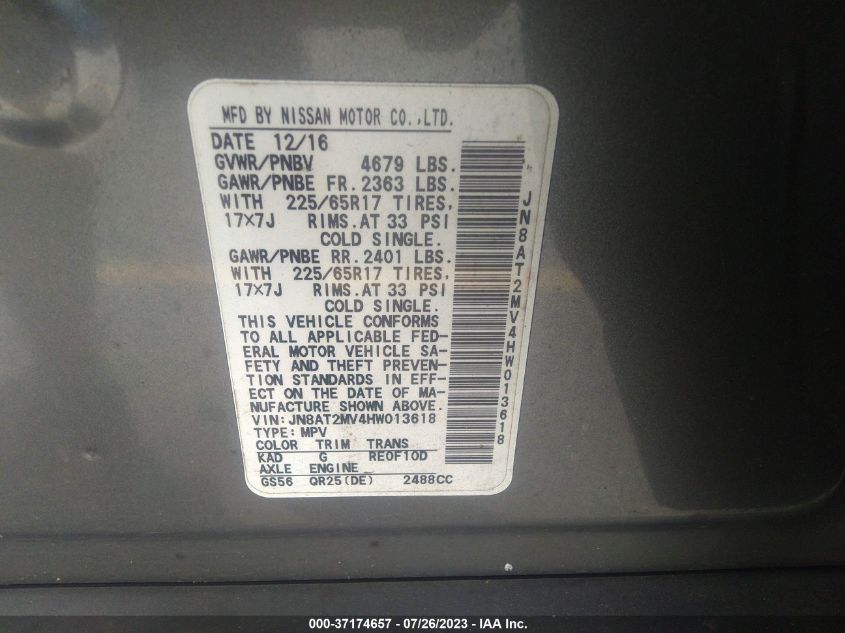 MFD BY NISSAN MOTOR CO.,LTD.
DATE 12/16
GVWR/PNBV 4679 LBS.
GAWR/PNBE FR. 2363 LBS.
WITH 225/65R17 TIRES,
17×7J RIMS.AT 33 PSI
COLD SINGLE.
GAWR/PNBE RR. 2401 LBS.
WITH 225/65R17 TIRES,
17×7J RIMS.AT 33 PSI
COLD SINGLE.
THIS VEHICLE CONFORMS
TO ALL APPLICABLE FED-
ERAL MOTOR VEHICLE SA-
FETY AND THEFT PREVEN-
TION STANDARDS IN EFF-
ECT ON THE DATE OF MA-
NUFACTURE SHOWN ABOVE.
VIN: JN8AT2MV4HW013618
TYPE: MPV
COLOR TRIM TRANS
KAD G RE0F10D
AXLE ENGINE
GS56 QR25(DE) 2488CC
JN8AT2MV4HW013618
000-37174657 / 07/26/2023 - IAA Inc.